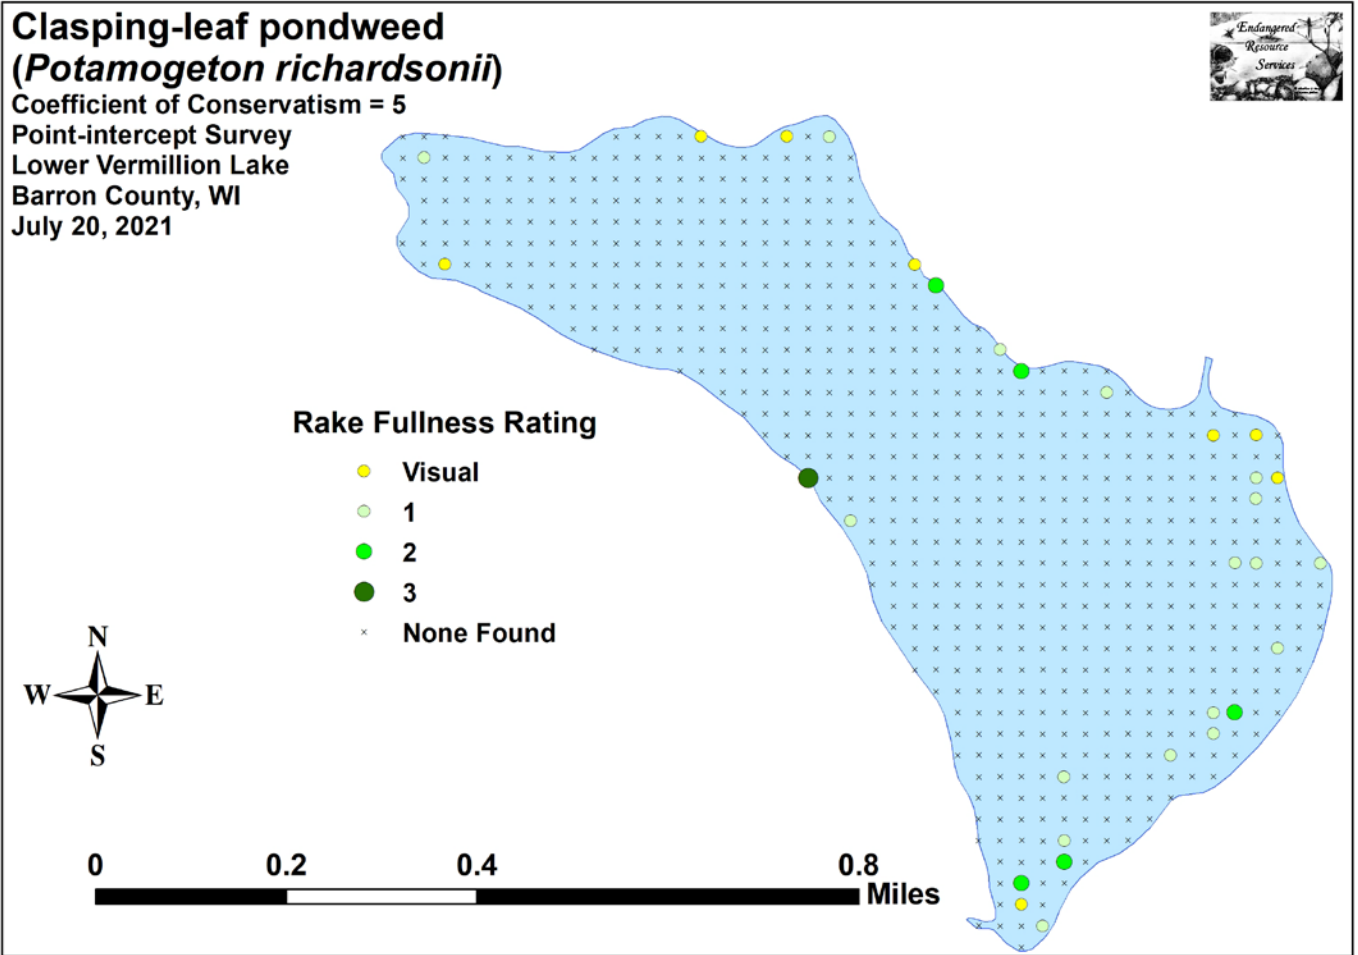 Clasping-leaf pondweed
(Potamogeton richardsonii)
Coefficient of Conservatism = 5
Point-intercept Survey
Lower Vermillion Lake
Barron County, WI
July 20, 2021
Endangered
Resource
Services
Rake Fullness Rating
Visual
1
2
3
None Found
N
W E
S
0 0.2 0.4 0.8
Miles